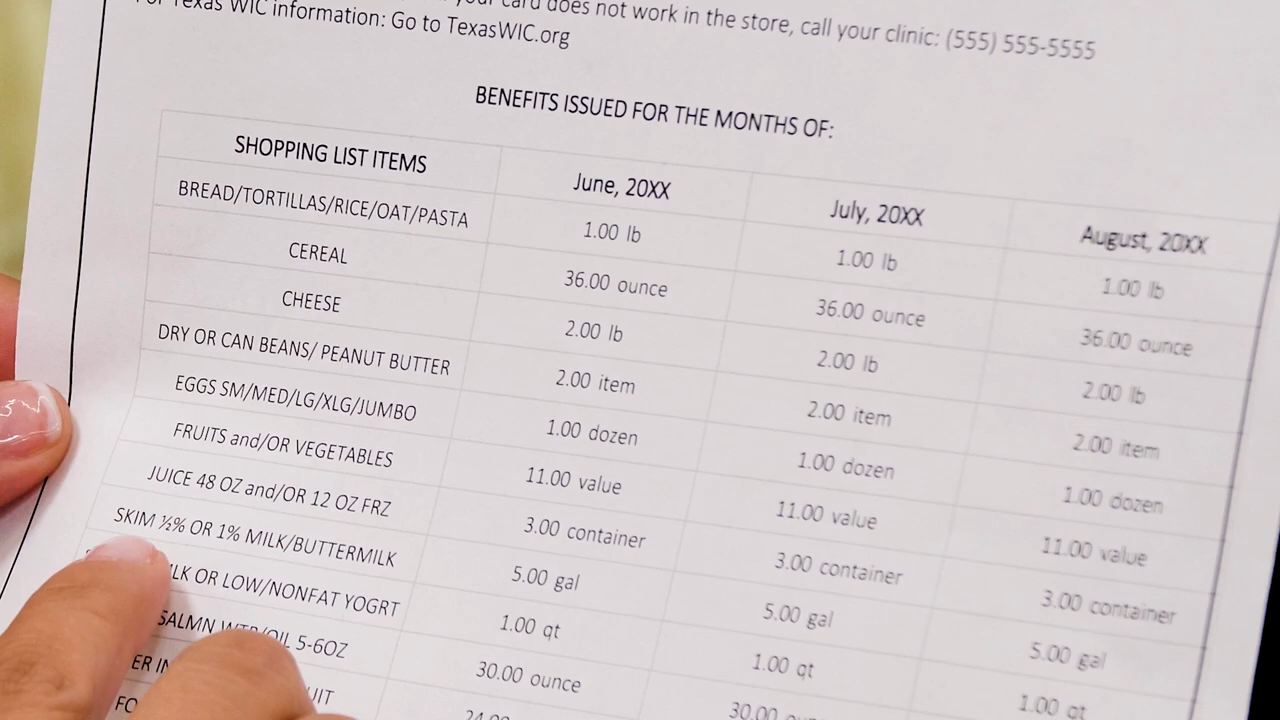 your card does not work in the store, call your clinic: (555) 555-5555
For Texas WIC information: Go to TexasWIC.org
BENEFITS ISSUED FOR THE MONTHS OF:
SHOPPING LIST ITEMS June, 20XX July, 20XX August, 20XX
BREAD/TORTILLAS/RICE/OAT/PASTA 1.00 lb 1.00 lb 1.00 lb
CEREAL 36.00 ounce 36.00 ounce 36.00 ounce
CHEESE 2.00 lb 2.00 lb 2.00 lb
DRY OR CAN BEANS/ PEANUT BUTTER 2.00 item 2.00 item 2.00 item
EGGS SM/MED/LG/XLG/JUMBO 1.00 dozen 1.00 dozen 1.00 dozen
FRUITS and/OR VEGETABLES 11.00 value 11.00 value 11.00 value
JUICE 48 OZ and/OR 12 OZ FRZ 3.00 container 3.00 container 3.00 container
SKIM ½% OR 1% MILK/BUTTERMILK 5.00 gal 5.00 gal 5.00 gal
OR LOW/NONFAT YOGRT 1.00 qt 1.00 qt 1.00 qt
SALMN WTR/OIL 5-6OZ 30.00 ounce 30.00
24.00